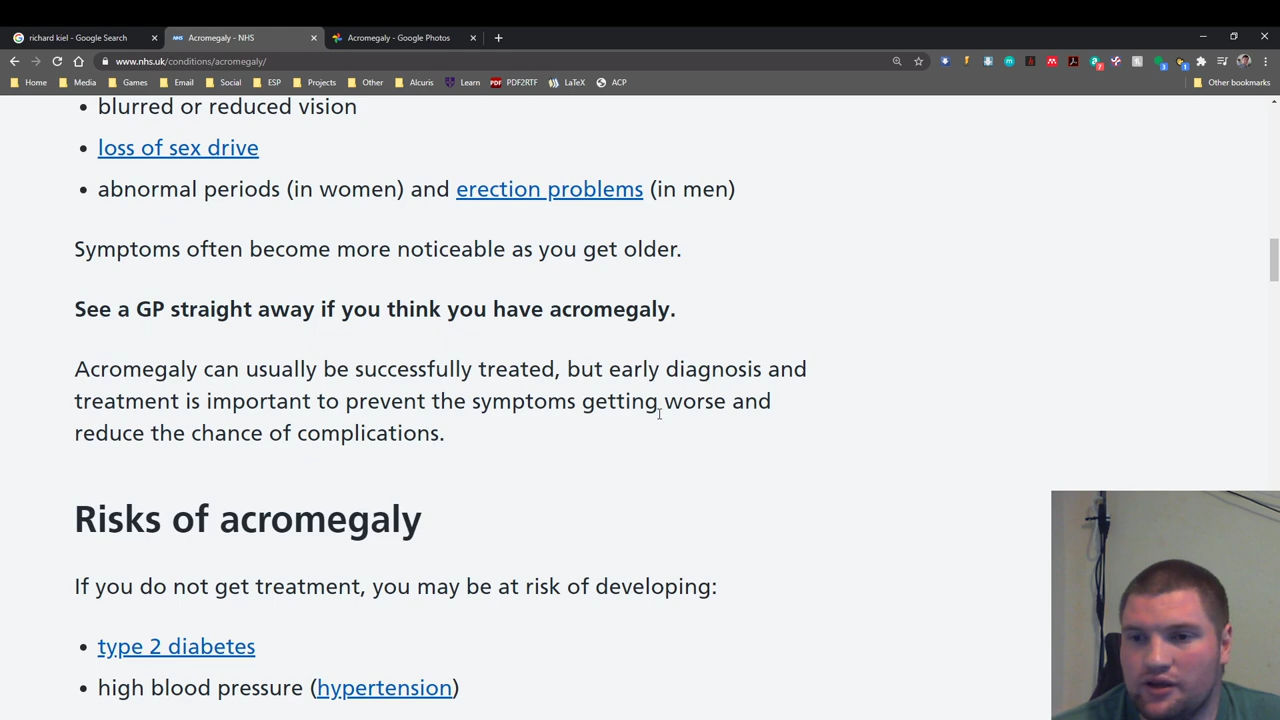 richard kiel - Google Search
NHS Acromegaly - NHS
Acromegaly - Google Photos
www.nhs.uk/conditions/acromegaly/
Home Media Games Email Social ESP Projects Other Alcuris Learn PDF PDF2RTF LaTeX ACP Other bookmarks
blurred or reduced vision
loss of sex drive
abnormal periods (in women) and erection problems (in men)
Symptoms often become more noticeable as you get older.
See a GP straight away if you think you have acromegaly.
Acromegaly can usually be successfully treated, but early diagnosis and
treatment is important to prevent the symptoms getting worse and
reduce the chance of complications.
Risks of acromegaly
If you do not get treatment, you may be at risk of developing:
type 2 diabetes
high blood pressure (hypertension)